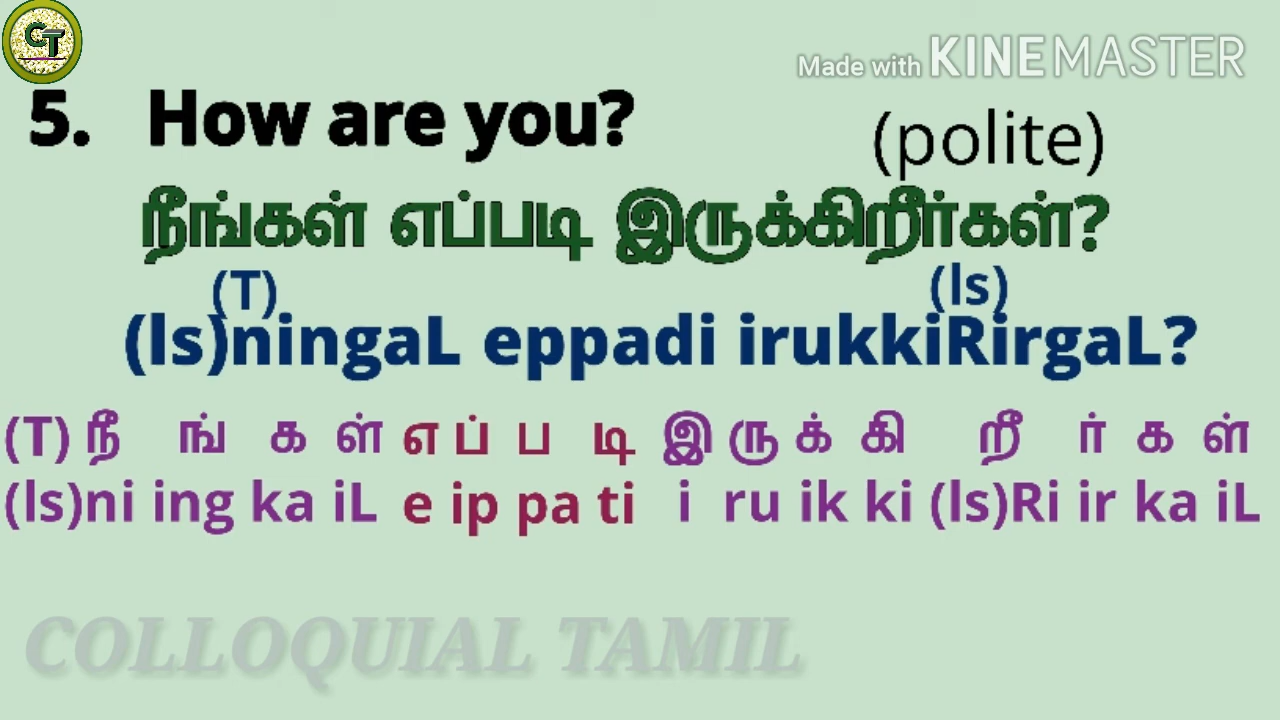 CT
Made with KINEMASTER
5. How are you? (polite)
நீங்கள் எப்படி இருக்கிறீர்கள்?
(T) (ls)
(ls)ningaL eppadi irukkiRirgaL?
(T) நீ ங் க ள் எ ப் ப டி இ ரு க் கி றீ ர் க ள்
(ls)ni ing ka iL e ip pa ti i ru ik ki (ls)Ri ir ka iL
COLLOQUIAL TAMIL